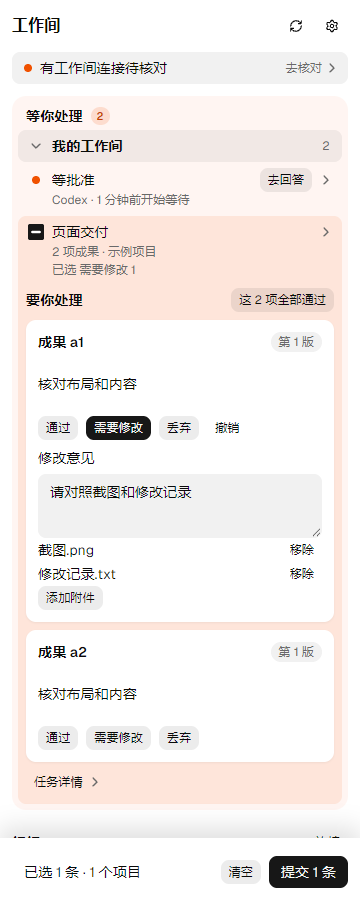 工作间
有工作间连接待核对 去核对
等你处理 2
我的工作间 2
等批准 去回答
Codex · 1 分钟前开始等待
页面交付
2 项成果 · 示例项目
已选 需要修改 1
要你处理 这 2 项全部通过
成果 a1 第 1 版
核对布局和内容
通过 需要修改 丢弃 撤销
修改意见
请对照截图和修改记录
截图.png 移除
修改记录.txt 移除
添加附件
成果 a2 第 1 版
核对布局和内容
通过 需要修改 丢弃
任务详情
已选 1 条 · 1 个项目 清空 提交 1 条